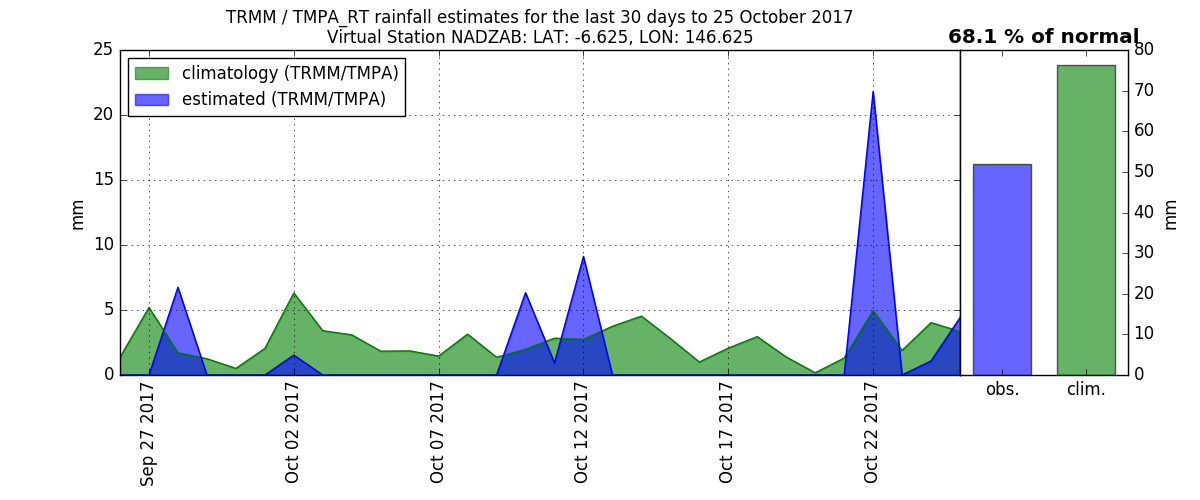 TRMM / TMPA_RT rainfall estimates for the last 30 days to 25 October 2017
Virtual Station NADZAB: LAT: -6.625, LON: 146.625
68.1 % of normal
climatology (TRMM/TMPA)
estimated (TRMM/TMPA)
25
20
15
10
5
0
mm
Sep 27 2017
Oct 02 2017
Oct 07 2017
Oct 12 2017
Oct 17 2017
Oct 22 2017
80
70
60
50
40
30
20
10
0
mm
obs.
clim.